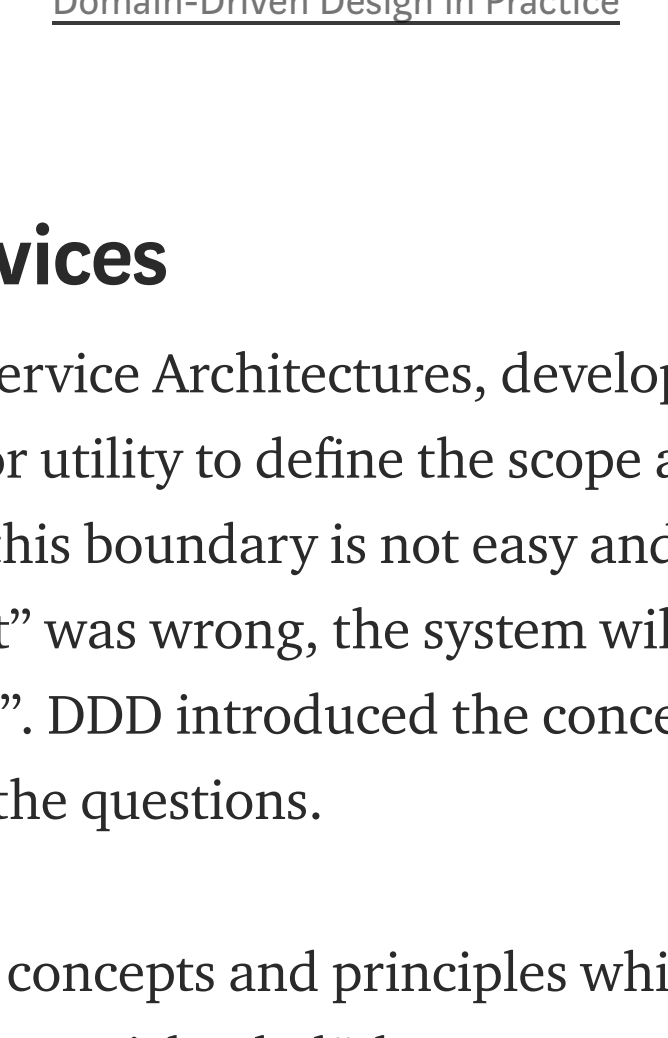 Domain-Driven Design in Practice
vices
ervice Architectures, develop
or utility to define the scope a
this boundary is not easy and
t” was wrong, the system wil
”. DDD introduced the conce
the questions.
concepts and principles whi